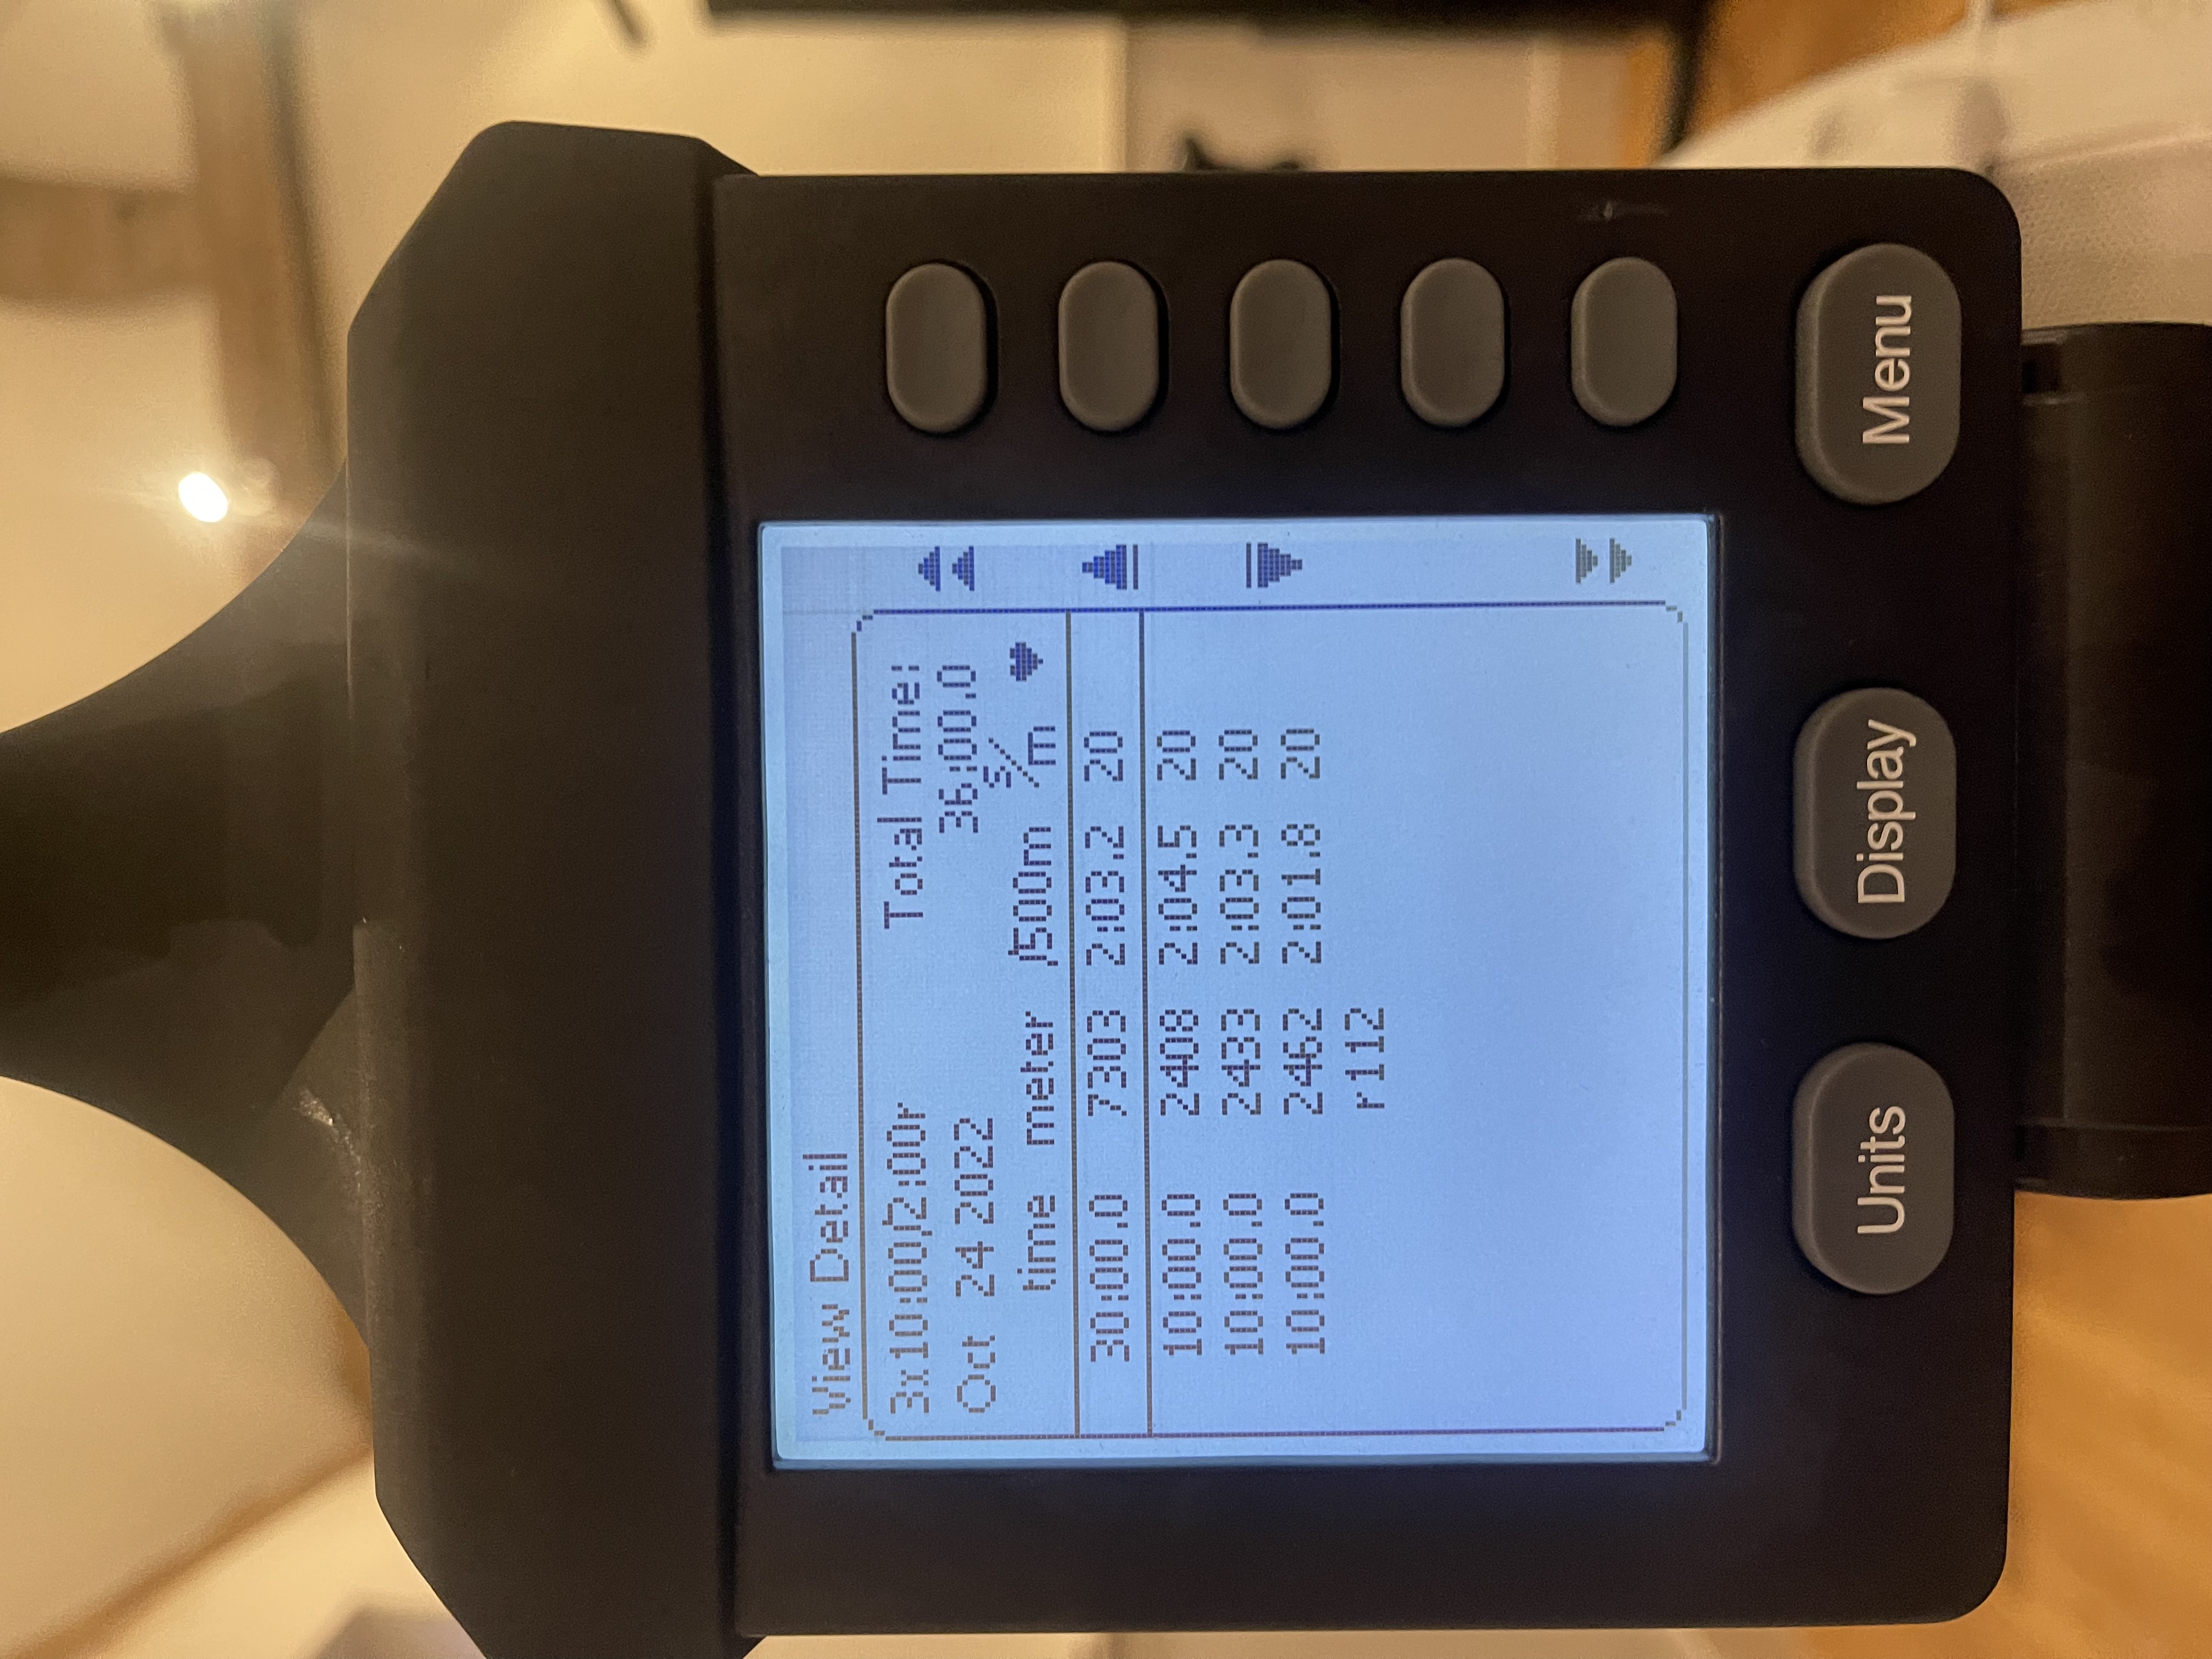 View Detail
3x10:00/2:00r Total Time:
Oct 24 2022 36:00.0
time meter /500m s/m
30:00.0 7303 2:03.2 20
10:00.0 2408 2:04.5 20
10:00.0 2433 2:03.3 20
10:00.0 2462 2:01.8 20
r112
Units Display Menu